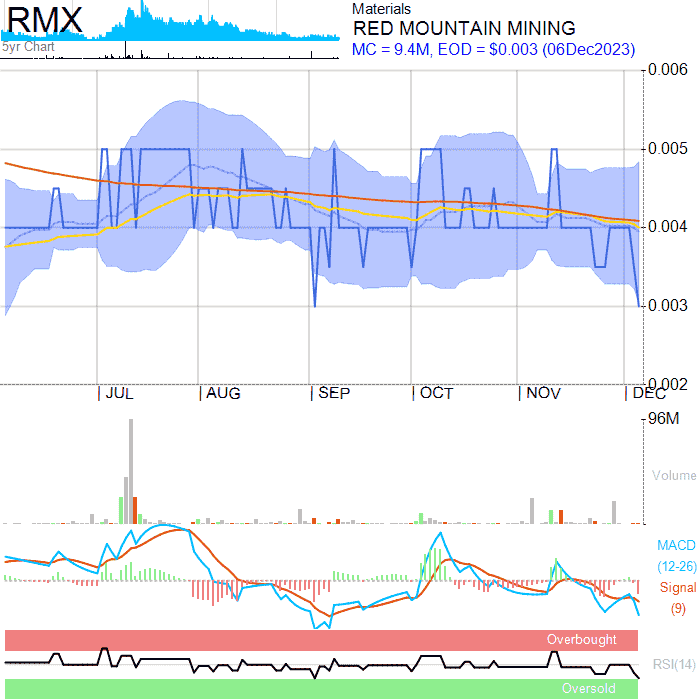 RMX
5yr Chart
Materials
RED MOUNTAIN MINING
MC = 9.4M, EOD = $0.003 (06Dec2023)
0.006
0.005
0.004
0.003
0.002
JUL
AUG
SEP
OCT
NOV
DEC
96M
Volume
MACD
(12-26)
Signal
(9)
Overbought
RSI(14)
Oversold